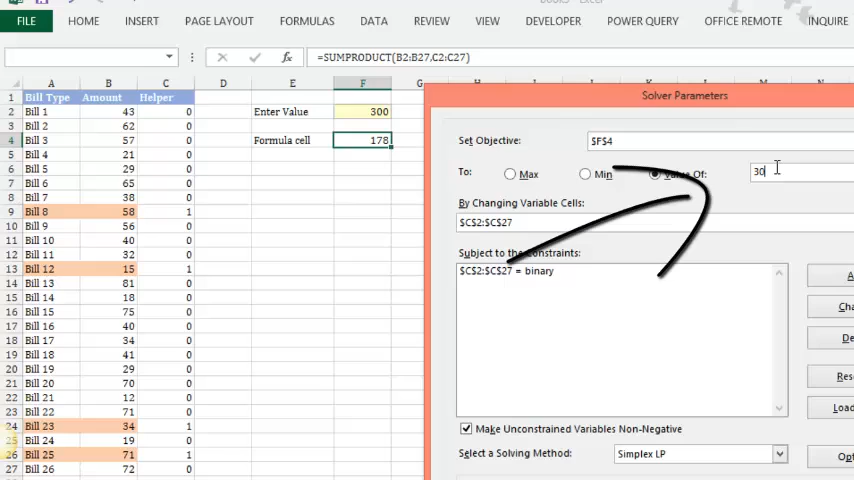 FILE HOME INSERT PAGE LAYOUT FORMULAS DATA REVIEW VIEW DEVELOPER POWER QUERY OFFICE REMOTE INQUIRE
fx =SUMPRODUCT(B2:B27,C2:C27)
A B C D E F G
Solver Parameters
1 Bill Type Amount Helper
2 Bill 1 43 0 Enter Value 300
3 Bill 2 62 0
4 Bill 3 57 0 Formula cell 178
5 Bill 4 21 0
6 Bill 5 29 0
7 Bill 6 65 0
8 Bill 7 38 0
9 Bill 8 58 1
10 Bill 9 56 0
11 Bill 10 40 0
12 Bill 11 32 0
13 Bill 12 15 1
14 Bill 13 81 0
15 Bill 14 18 0
16 Bill 15 75 0
17 Bill 16 40 0
18 Bill 17 34 0
19 Bill 18 41 0
20 Bill 19 29 0
21 Bill 20 70 0
22 Bill 21 12 0
23 Bill 22 71 0
24 Bill 23 34 1
25 Bill 24 19 0
26 Bill 25 71 1
27 Bill 26 72 0
Set Objective: $F$4
To: Max Min Value Of: 30
By Changing Variable Cells:
$C$2:$C$27
Subject to the Constraints:
$C$2:$C$27 = binary
A
Cha
De
Res
Load
Make Unconstrained Variables Non-Negative
Select a Solving Method: Simplex LP Opt